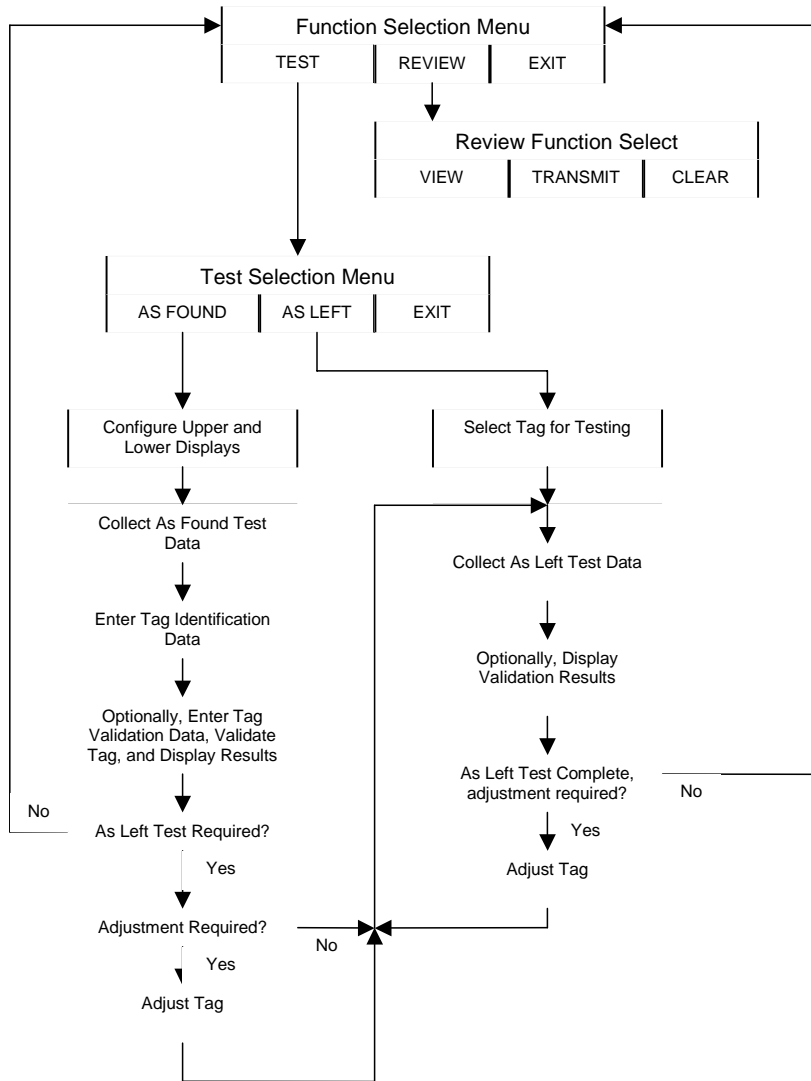 Function Selection Menu
TEST REVIEW EXIT
Review Function Select
VIEW TRANSMIT CLEAR
Test Selection Menu
AS FOUND AS LEFT EXIT
Configure Upper and
Lower Displays
Select Tag for Testing
Collect As Found Test
Data
Collect As Left Test Data
Enter Tag Identification
Data
Optionally, Display
Validation Results
Optionally, Enter Tag
Validation Data, Validate
Tag, and Display Results
As Left Test Complete,
adjustment required?
No
No
As Left Test Required?
Yes
Yes
Adjust Tag
Adjustment Required?
No
Yes
Adjust Tag